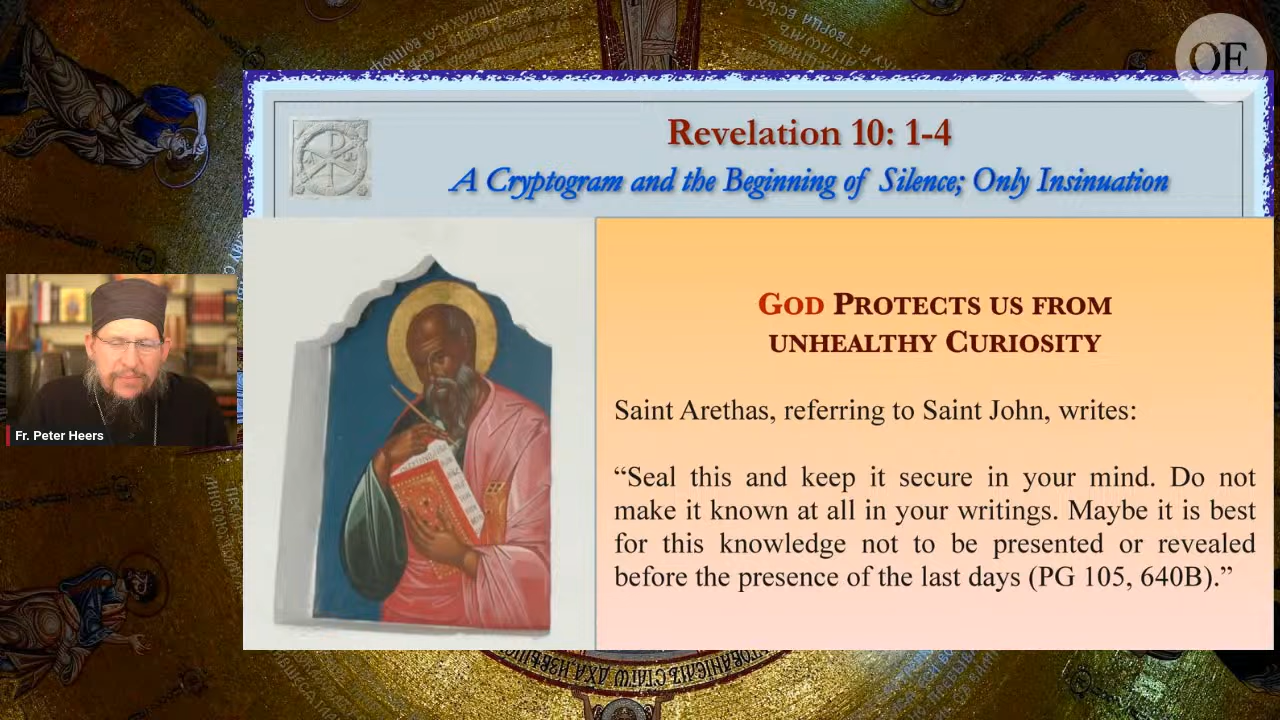 OE
Revelation 10: 1-4
A Cryptogram and the Beginning of Silence; Only Insinuation
GOD PROTECTS US FROM
UNHEALTHY CURIOSITY
Saint Arethas, referring to Saint John, writes:
“Seal this and keep it secure in your mind. Do not
make it known at all in your writings. Maybe it is best
for this knowledge not to be presented or revealed
before the presence of the last days (PG 105, 640B).”
Fr. Peter Heers